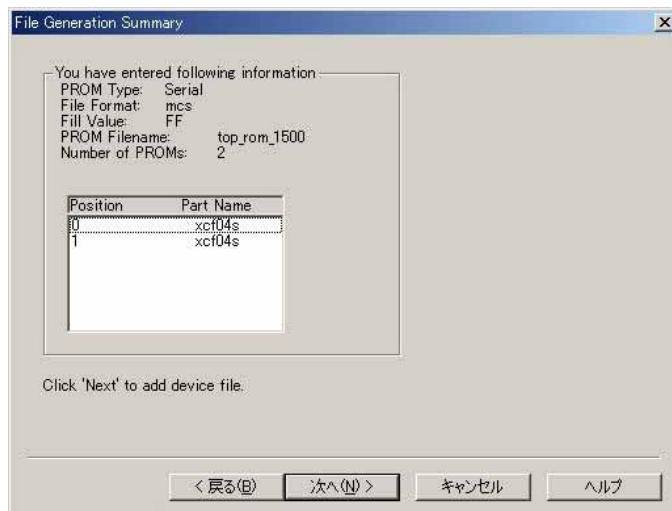 File Generation Summary
You have entered following information
PROM Type: Serial
File Format: mcs
Fill Value: FF
PROM Filename: top_rom_1500
Number of PROMs: 2
Position Part Name
0 xcf04s
1 xcf04s
Click 'Next' to add device file.
< 戻る(B) 次へ(N) > キャンセル ヘルプ